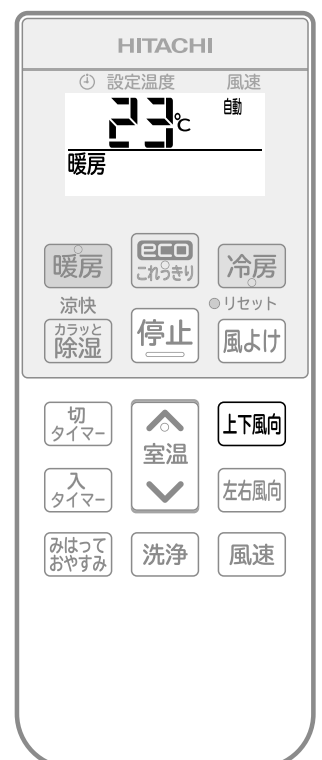 HITACHI
設定温度 風速
23℃ 自動
暖房
暖房
eco
これっきり
冷房
涼快
カラッと
除湿
停止
リセット
風よけ
切
タイマー
室温
上下風向
入
タイマー
左右風向
みはって
おやすみ
洗浄
風速